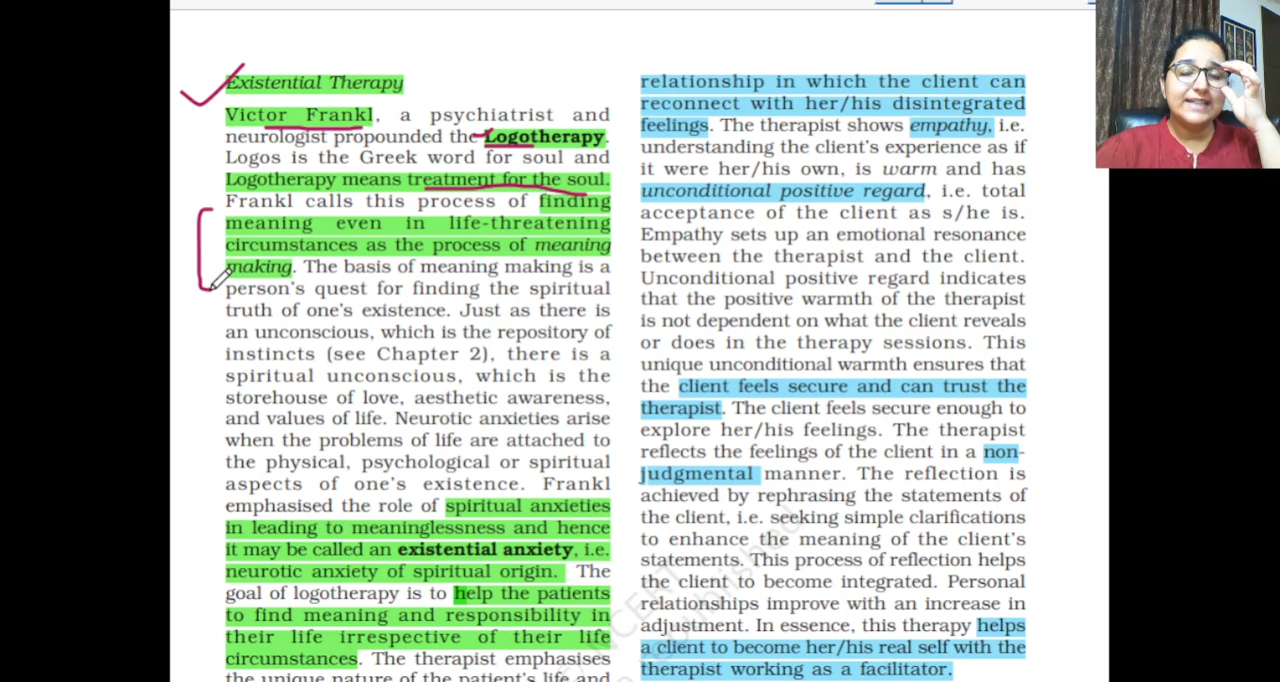 Existential Therapy
Victor Frankl, a psychiatrist and
neurologist propounded the Logotherapy.
Logos is the Greek word for soul and
Logotherapy means treatment for the soul.
Frankl calls this process of finding
meaning even in life-threatening
circumstances as the process of meaning
making. The basis of meaning making is a
person's quest for finding the spiritual
truth of one's existence. Just as there is
an unconscious, which is the repository of
instincts (see Chapter 2), there is a
spiritual unconscious, which is the
storehouse of love, aesthetic awareness,
and values of life. Neurotic anxieties arise
when the problems of life are attached to
the physical, psychological or spiritual
aspects of one's existence. Frankl
emphasised the role of spiritual anxieties
in leading to meaninglessness and hence
it may be called an existential anxiety, i.e.
neurotic anxiety of spiritual origin. The
goal of logotherapy is to help the patients
to find meaning and responsibility in
their life irrespective of their life
circumstances. The therapist emphasises
the unique nature of the patient's life and
relationship in which the client can
reconnect with her/his disintegrated
feelings. The therapist shows empathy, i.e.
understanding the client's experience as if
it were her/his own, is warm and has
unconditional positive regard, i.e. total
acceptance of the client as s/he is.
Empathy sets up an emotional resonance
between the therapist and the client.
Unconditional positive regard indicates
that the positive warmth of the therapist
is not dependent on what the client reveals
or does in the therapy sessions. This
unique unconditional warmth ensures that
the client feels secure and can trust the
therapist. The client feels secure enough to
explore her/his feelings. The therapist
reflects the feelings of the client in a non-
judgmental manner. The reflection is
achieved by rephrasing the statements of
the client, i.e. seeking simple clarifications
to enhance the meaning of the client's
statements. This process of reflection helps
the client to become integrated. Personal
relationships improve with an increase in
adjustment. In essence, this therapy helps
a client to become her/his real self with the
therapist working as a facilitator.
NCERT
published